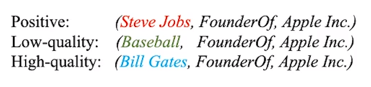 Positive: (Steve Jobs, FounderOf, Apple Inc.)
Low-quality: (Baseball, FounderOf, Apple Inc.)
High-quality: (Bill Gates, FounderOf, Apple Inc.)